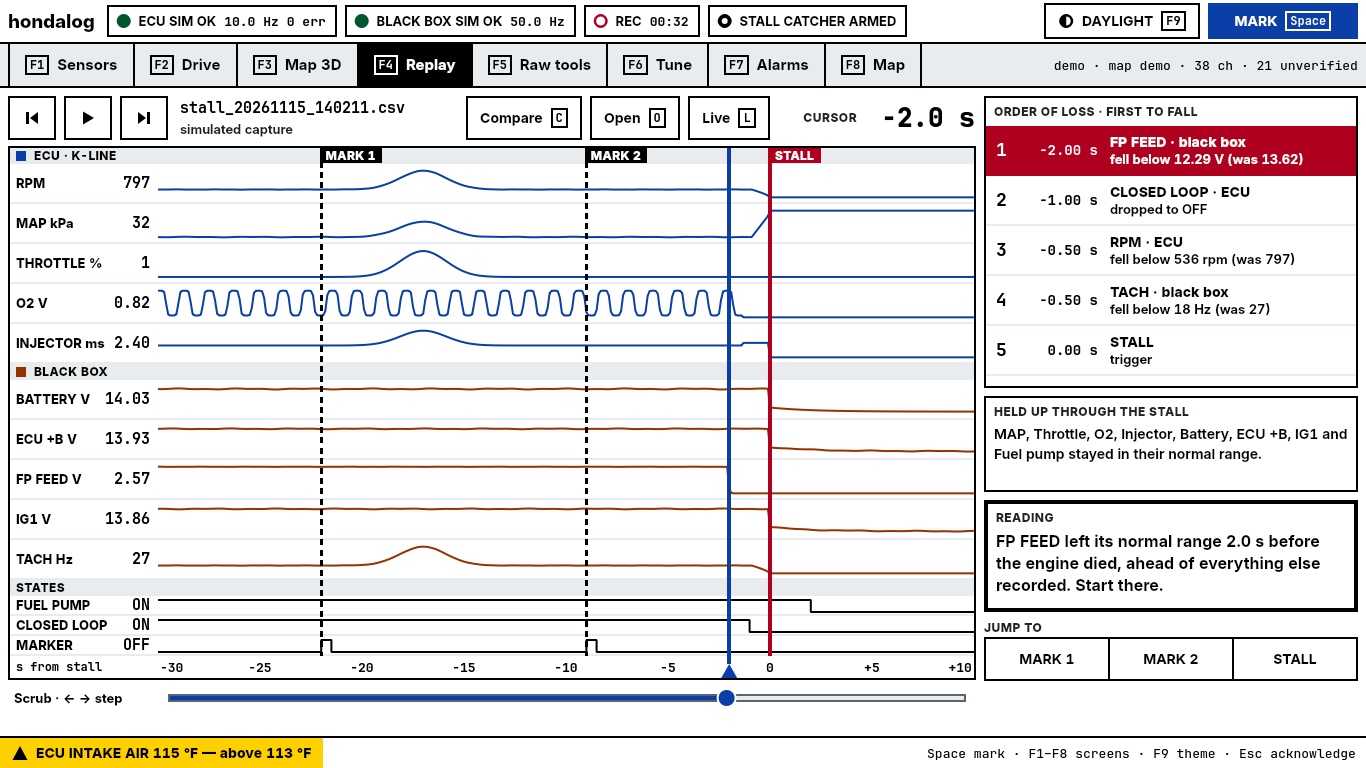 hondalog
ECU SIM OK 10.0 Hz 0 err
BLACK BOX SIM OK 50.0 Hz
REC 00:32
STALL CATCHER ARMED
DAYLIGHT F9
MARK Space
F1 Sensors
F2 Drive
F3 Map 3D
F4 Replay
F5 Raw tools
F6 Tune
F7 Alarms
F8 Map
demo · map demo · 38 ch · 21 unverified
stall_20261115_140211.csv
simulated capture
Compare C
Open O
Live L
CURSOR -2.0 s
ECU · K-LINE
MARK 1
MARK 2
STALL
RPM 797
MAP kPa 32
THROTTLE % 1
O2 V 0.82
INJECTOR ms 2.40
BLACK BOX
BATTERY V 14.03
ECU +B V 13.93
FP FEED V 2.57
IG1 V 13.86
TACH Hz 27
STATES
FUEL PUMP ON
CLOSED LOOP ON
MARKER OFF
s from stall -30 -25 -20 -15 -10 -5 0 +5 +10
Scrub · ← → step
ORDER OF LOSS · FIRST TO FALL
1 -2.00 s FP FEED · black box
fell below 12.29 V (was 13.62)
2 -1.00 s CLOSED LOOP · ECU
dropped to OFF
3 -0.50 s RPM · ECU
fell below 536 rpm (was 797)
4 -0.50 s TACH · black box
fell below 18 Hz (was 27)
5 0.00 s STALL
trigger
HELD UP THROUGH THE STALL
MAP, Throttle, O2, Injector, Battery, ECU +B, IG1 and
Fuel pump stayed in their normal range.
READING
FP FEED left its normal range 2.0 s before
the engine died, ahead of everything else
recorded. Start there.
JUMP TO
MARK 1
MARK 2
STALL
ECU INTAKE AIR 115 °F — above 113 °F
Space mark · F1–F8 screens · F9 theme · Esc acknowledge